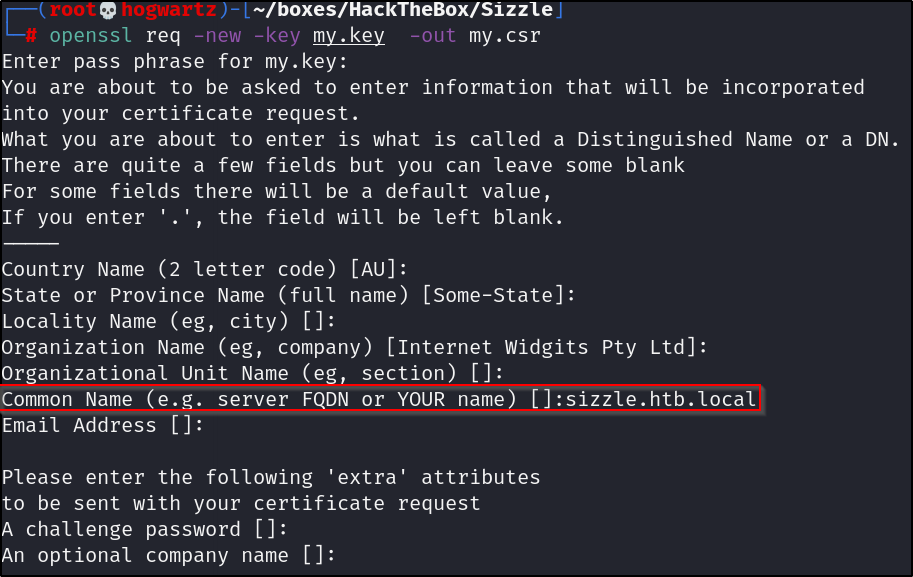 ┌──(root💀hogwartz)-[~/boxes/HackTheBox/Sizzle]
└─# openssl req -new -key my.key  -out my.csr
Enter pass phrase for my.key:
You are about to be asked to enter information that will be incorporated
into your certificate request.
What you are about to enter is what is called a Distinguished Name or a DN.
There are quite a few fields but you can leave some blank
For some fields there will be a default value,
If you enter '.', the field will be left blank.
-----
Country Name (2 letter code) [AU]:
State or Province Name (full name) [Some-State]:
Locality Name (eg, city) []:
Organization Name (eg, company) [Internet Widgits Pty Ltd]:
Organizational Unit Name (eg, section) []:
Common Name (e.g. server FQDN or YOUR name) []:sizzle.htb.local
Email Address []:

Please enter the following 'extra' attributes
to be sent with your certificate request
A challenge password []:
An optional company name []: